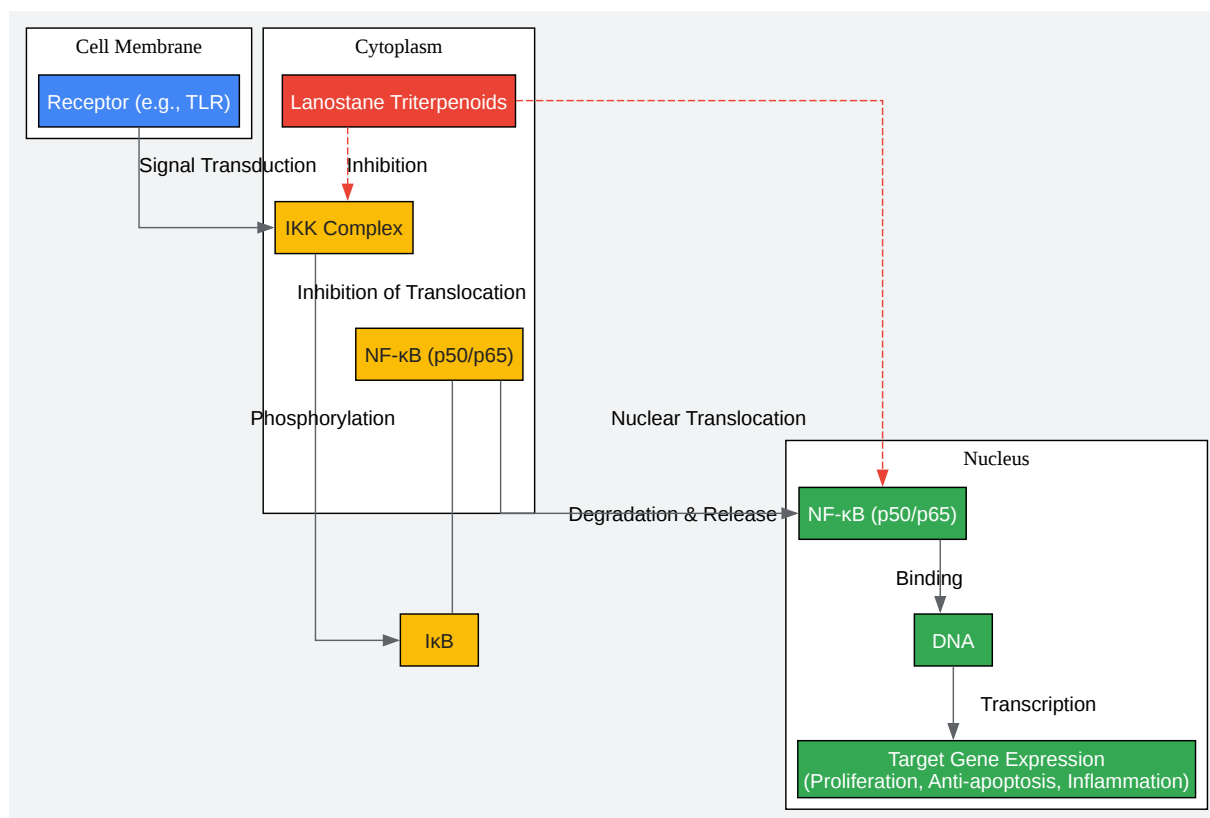 Cell Membrane
Cytoplasm
Receptor (e.g., TLR)
Lanostane Triterpenoids
Signal Transduction
Inhibition
IKK Complex
Inhibition of Translocation
NF-κB (p50/p65)
Phosphorylation
Nuclear Translocation
Nucleus
NF-κB (p50/p65)
Degradation & Release
Binding
IκB
DNA
Transcription
Target Gene Expression
(Proliferation, Anti-apoptosis, Inflammation)